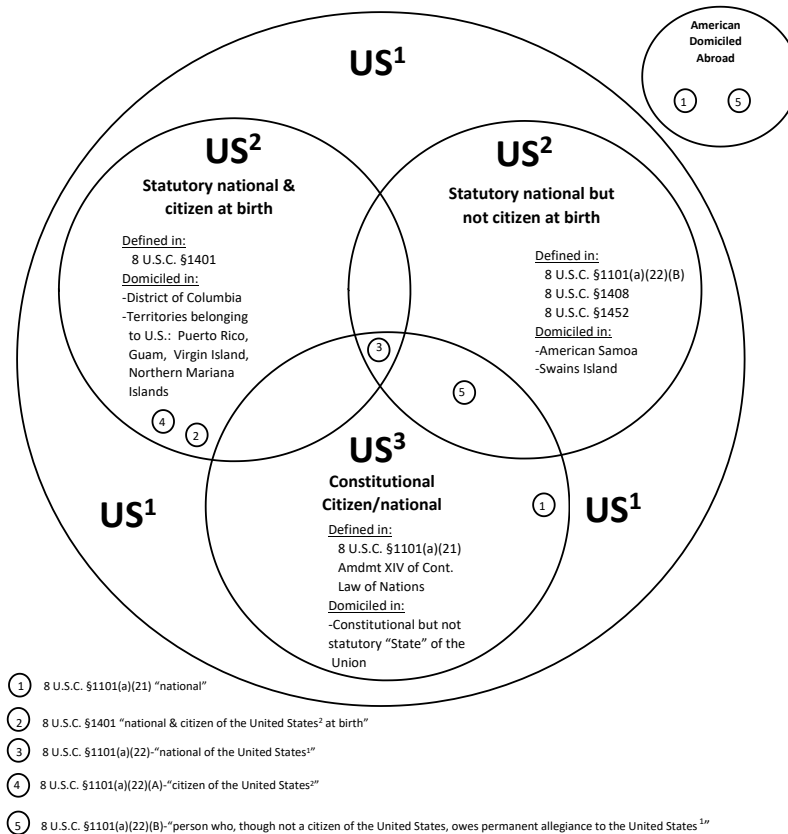 US¹
American
Domiciled
Abroad
1 5
US²
Statutory national &
citizen at birth
Defined in:
8 U.S.C. §1401
Domiciled in:
-District of Columbia
-Territories belonging
to U.S.: Puerto Rico,
Guam, Virgin Island,
Northern Mariana
Islands
4
2
US²
Statutory national but
not citizen at birth
Defined in:
8 U.S.C. §1101(a)(22)(B)
8 U.S.C. §1408
8 U.S.C. §1452
Domiciled in:
-American Samoa
-Swains Island
3
5
US³
Constitutional
Citizen/national
Defined in:
8 U.S.C. §1101(a)(21)
Amdmt XIV of Cont.
Law of Nations
Domiciled in:
-Constitutional but not
statutory “State” of the
Union
1
US¹
US¹
1 8 U.S.C. §1101(a)(21) “national”
2 8 U.S.C. §1401 “national & citizen of the United States² at birth”
3 8 U.S.C. §1101(a)(22)-“national of the United States¹”
4 8 U.S.C. §1101(a)(22)(A)-“citizen of the United States²”
5 8 U.S.C. §1101(a)(22)(B)-“person who, though not a citizen of the United States, owes permanent allegiance to the United States ¹”